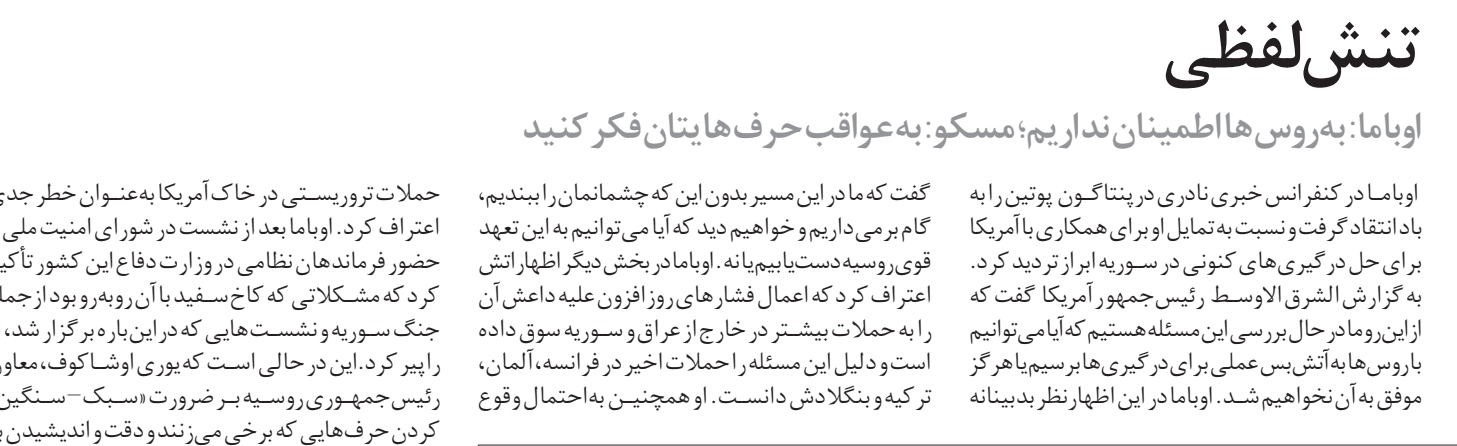 تنش لفظی
اوباما: به روس‌ها اطمینان نداریم؛ مسکو: به عواقب حرف‌هایتان فکر کنید
اوباما در کنفرانس خبری نادری در پنتاگون پوتین را به
باد انتقاد گرفت و نسبت به تمایل او برای همکاری با آمریکا
برای حل درگیری‌های کنونی در سوریه ابراز تردید کرد.
به گزارش الشرق الاوسط رئیس‌جمهور آمریکا گفت که
از این‌رو ما در حال بررسی این مسئله هستیم که آیا می‌توانیم
با روس‌ها به آتش‌بس عملی برای درگیری‌ها برسیم یا هرگز
موفق به آن نخواهیم شد. اوباما در این اظهارنظر بدبینانه
گفت که ما در این مسیر بدون این که چشمانمان را ببندیم،
گام برمی‌داریم و خواهیم دید که آیا می‌توانیم به این تعهد
قوی روسیه دست یابیم یا نه. اوباما در بخش دیگر اظهاراتش
اعتراف کرد که اعمال فشارهای روزافزون علیه داعش آن
را به حملات بیشتر در خارج از عراق و سوریه سوق داده
است و دلیل این مسئله را حملات اخیر در فرانسه، آلمان،
ترکیه و بنگلادش دانست. او همچنین به احتمال وقوع
حملات تروریستی در خاک آمریکا به‌عنوان خطر جدی
اعتراف کرد. اوباما بعد از نشست در شورای امنیت ملی
حضور فرماندهان نظامی در وزارت دفاع این کشور
کرد که مشکلاتی که کاخ سفید با آن روبه‌رو بود از
جنگ سوریه و نشست‌هایی که در این‌باره برگزار شد،
را پیر کرد. این در حالی است که یوری اوشاکوف،
رئیس‌جمهوری روسیه بر ضرورت «سبک–سنگین
کردن حرف‌هایی که برخی می‌زنند و دقت و اندیشیدن